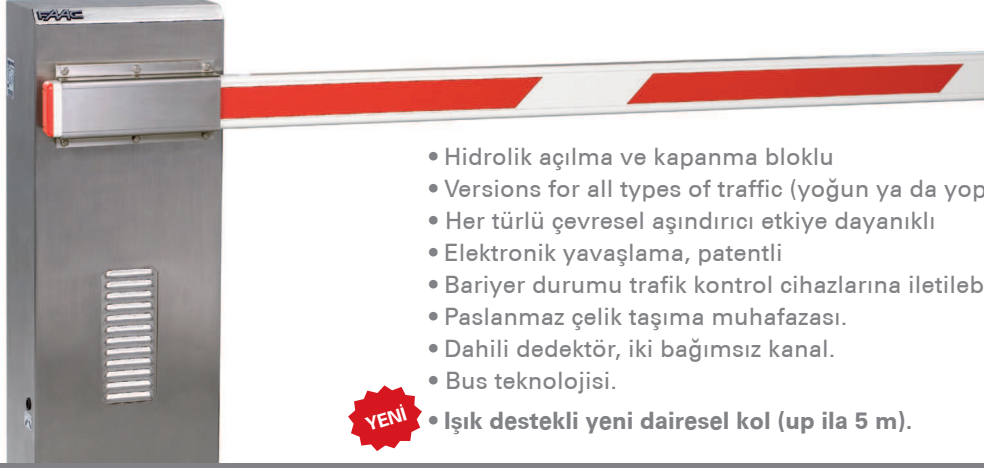 FAAC
• Hidrolik açılma ve kapanma bloklu
• Versions for all types of traffic (yoğun ya da
• Her türlü çevresel aşındırıcı etkiye dayanıklı
• Elektronik yavaşlama, patentli
• Bariyer durumu trafik kontrol cihazlarına
• Paslanmaz çelik taşıma muhafazası.
• Dahili dedektör, iki bağımsız kanal.
• Bus teknolojisi.
YENİ
• Işık destekli yeni dairesel kol (up ila 5 m).